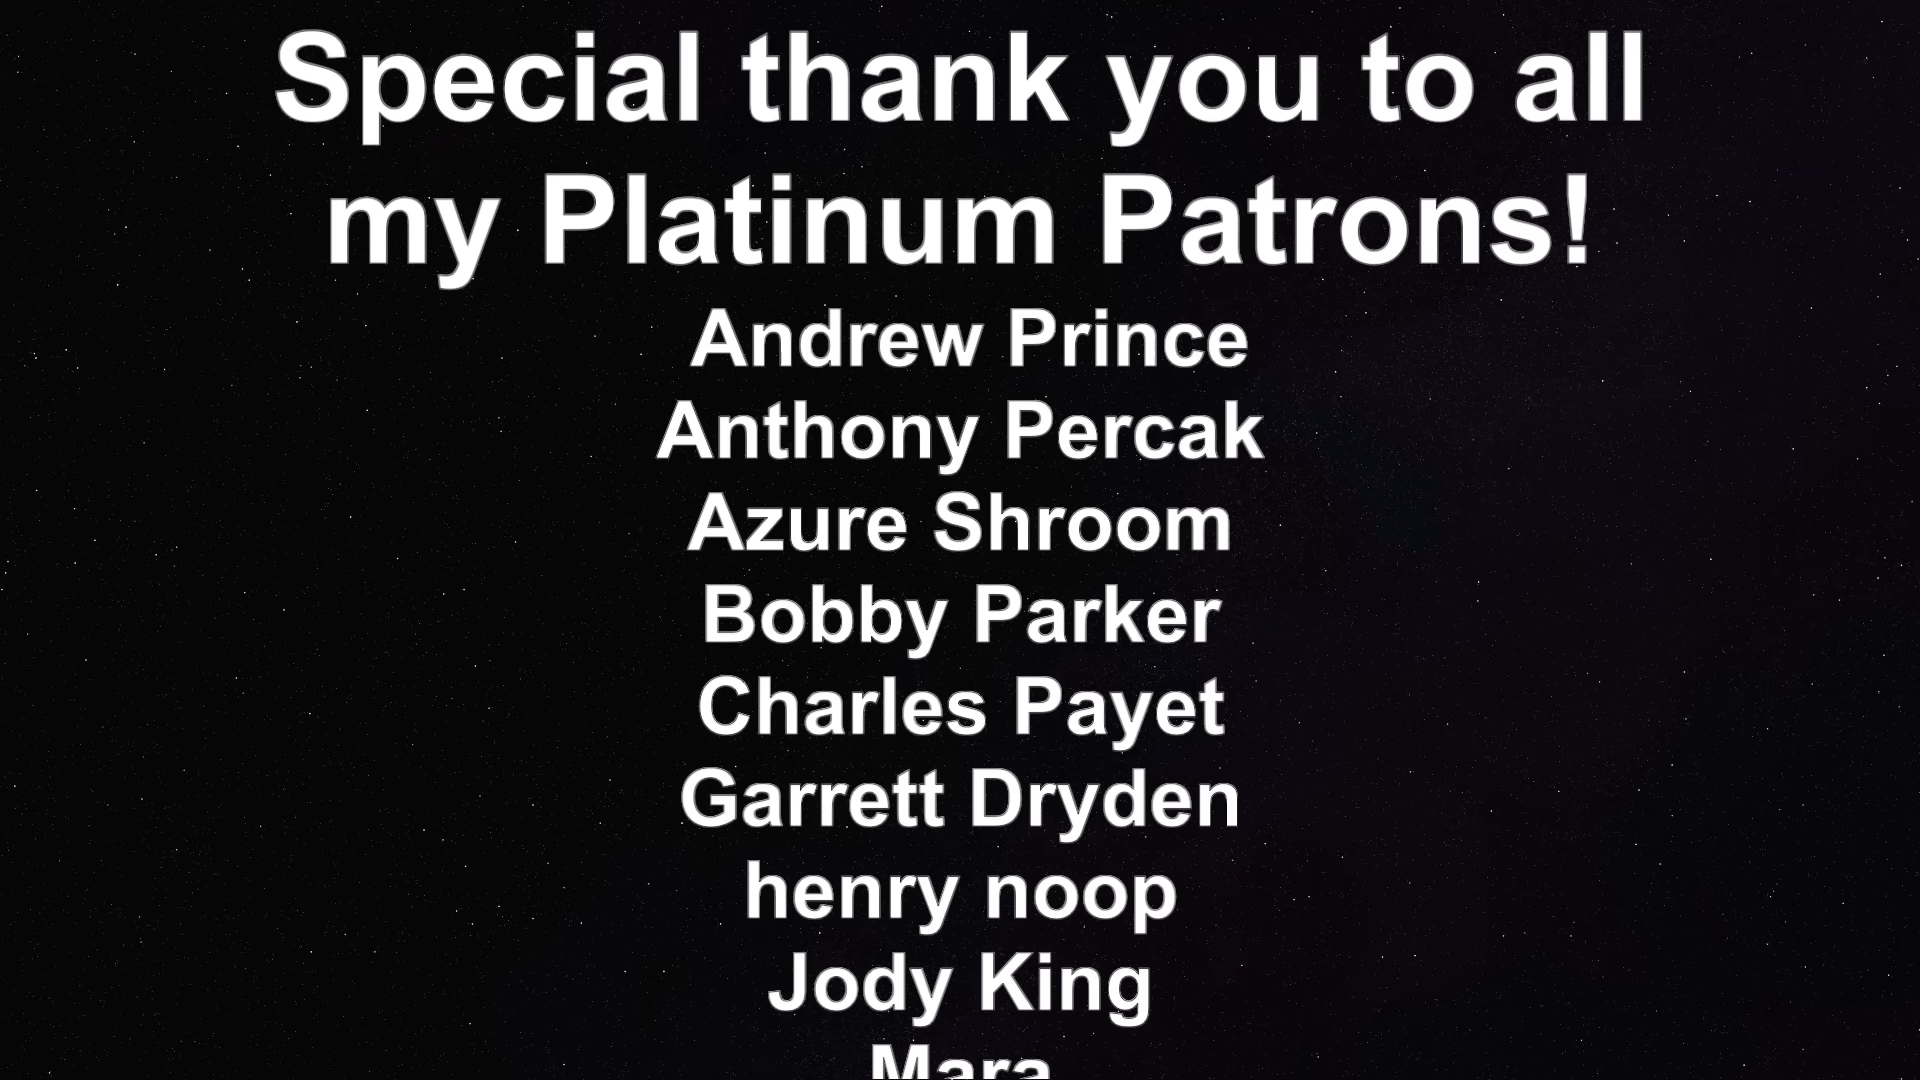 Special thank you to all
my Platinum Patrons!
Andrew Prince
Anthony Percak
Azure Shroom
Bobby Parker
Charles Payet
Garrett Dryden
henry noop
Jody King
Mara